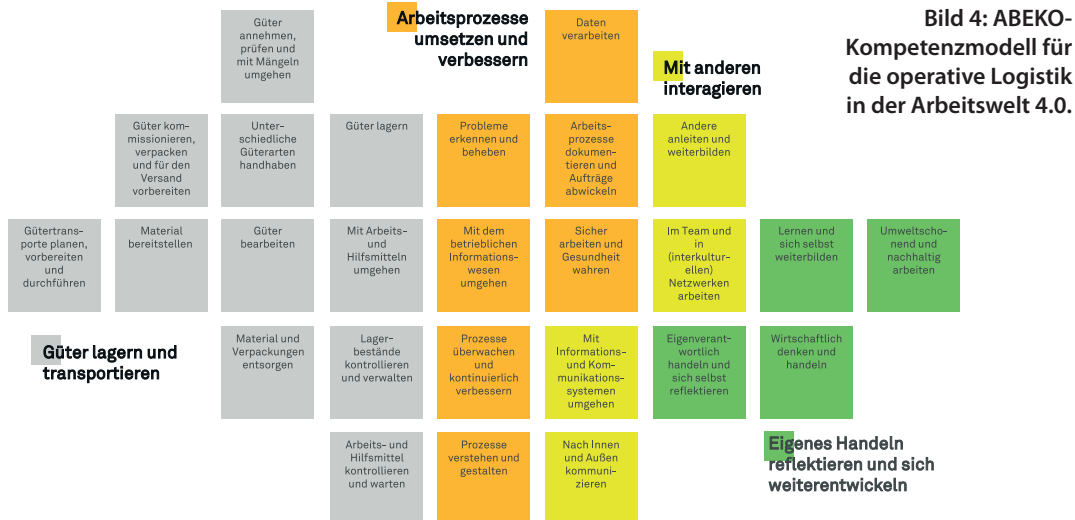 Güter
annehmen,
prüfen und
mit Mängeln
umgehen
Arbeitsprozesse
umsetzen und
verbessern
Daten
verarbeiten
Mit anderen
interagieren
Bild 4: ABEKO-
Kompetenzmodell für
die operative Logistik
in der Arbeitswelt 4.0.
Güter kom-
missionieren,
verpacken
und für den
Versand
vorbereiten
Unter-
schiedliche
Güterarten
handhaben
Güter lagern
Probleme
erkennen und
beheben
Arbeits-
prozesse
dokumen-
tieren und
Aufträge
abwickeln
Andere
anleiten und
weiterbilden
Gütertrans-
porte planen,
vorbereiten
und
durchführen
Material
bereitstellen
Güter
bearbeiten
Mit Arbeits-
und
Hilfsmitteln
umgehen
Mit dem
betrieblichen
Informations-
wesen
umgehen
Sicher
arbeiten und
Gesundheit
wahren
Im Team und
in
(interkultur-
ellen)
Netzwerken
arbeiten
Lernen und
sich selbst
weiterbilden
Umweltscho-
nend und
nachhaltig
arbeiten
Güter lagern und
transportieren
Material und
Verpackungen
entsorgen
Lager-
bestände
kontrollieren
und verwalten
Prozesse
überwachen
und
kontinuierlich
verbessern
Mit
Informations-
und Kom-
munikations-
systemen
umgehen
Eigenverant-
wortlich
handeln und
sich selbst
reflektieren
Wirtschaftlich
denken und
handeln
Arbeits- und
Hilfsmittel
kontrollieren
und warten
Prozesse
verstehen und
gestalten
Nach Innen
und Außen
kommuni-
zieren
Eigenes Handeln
reflektieren und sich
weiterentwickeln